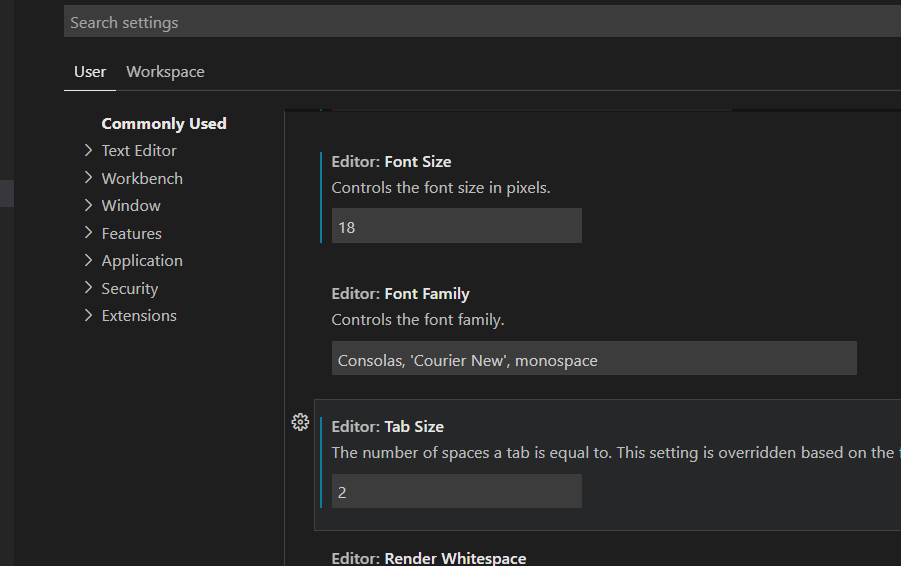 Search settings
User
Workspace
Commonly Used
Text Editor
Workbench
Window
Features
Application
Security
Extensions
Editor: Font Size
Controls the font size in pixels.
18
Editor: Font Family
Controls the font family.
Consolas, 'Courier New', monospace
Editor: Tab Size
The number of spaces a tab is equal to. This setting is overridden based on the
2
Editor: Render Whitespace